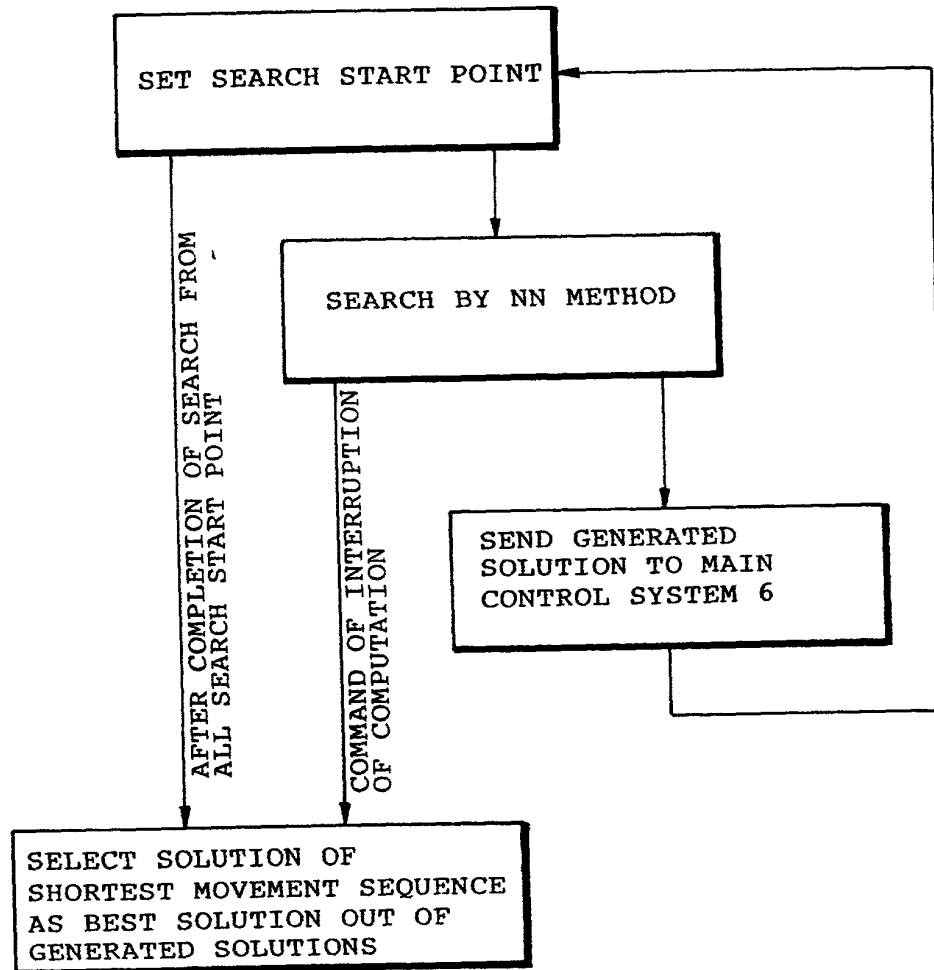 SET SEARCH START POINT
SEARCH BY NN METHOD
AFTER COMPLETION OF SEARCH FROM
ALL SEARCH START POINT
COMMAND OF INTERRUPTION
OF COMPUTATION
SEND GENERATED
SOLUTION TO MAIN
CONTROL SYSTEM 6
SELECT SOLUTION OF
SHORTEST MOVEMENT SEQUENCE
AS BEST SOLUTION OUT OF
GENERATED SOLUTIONS